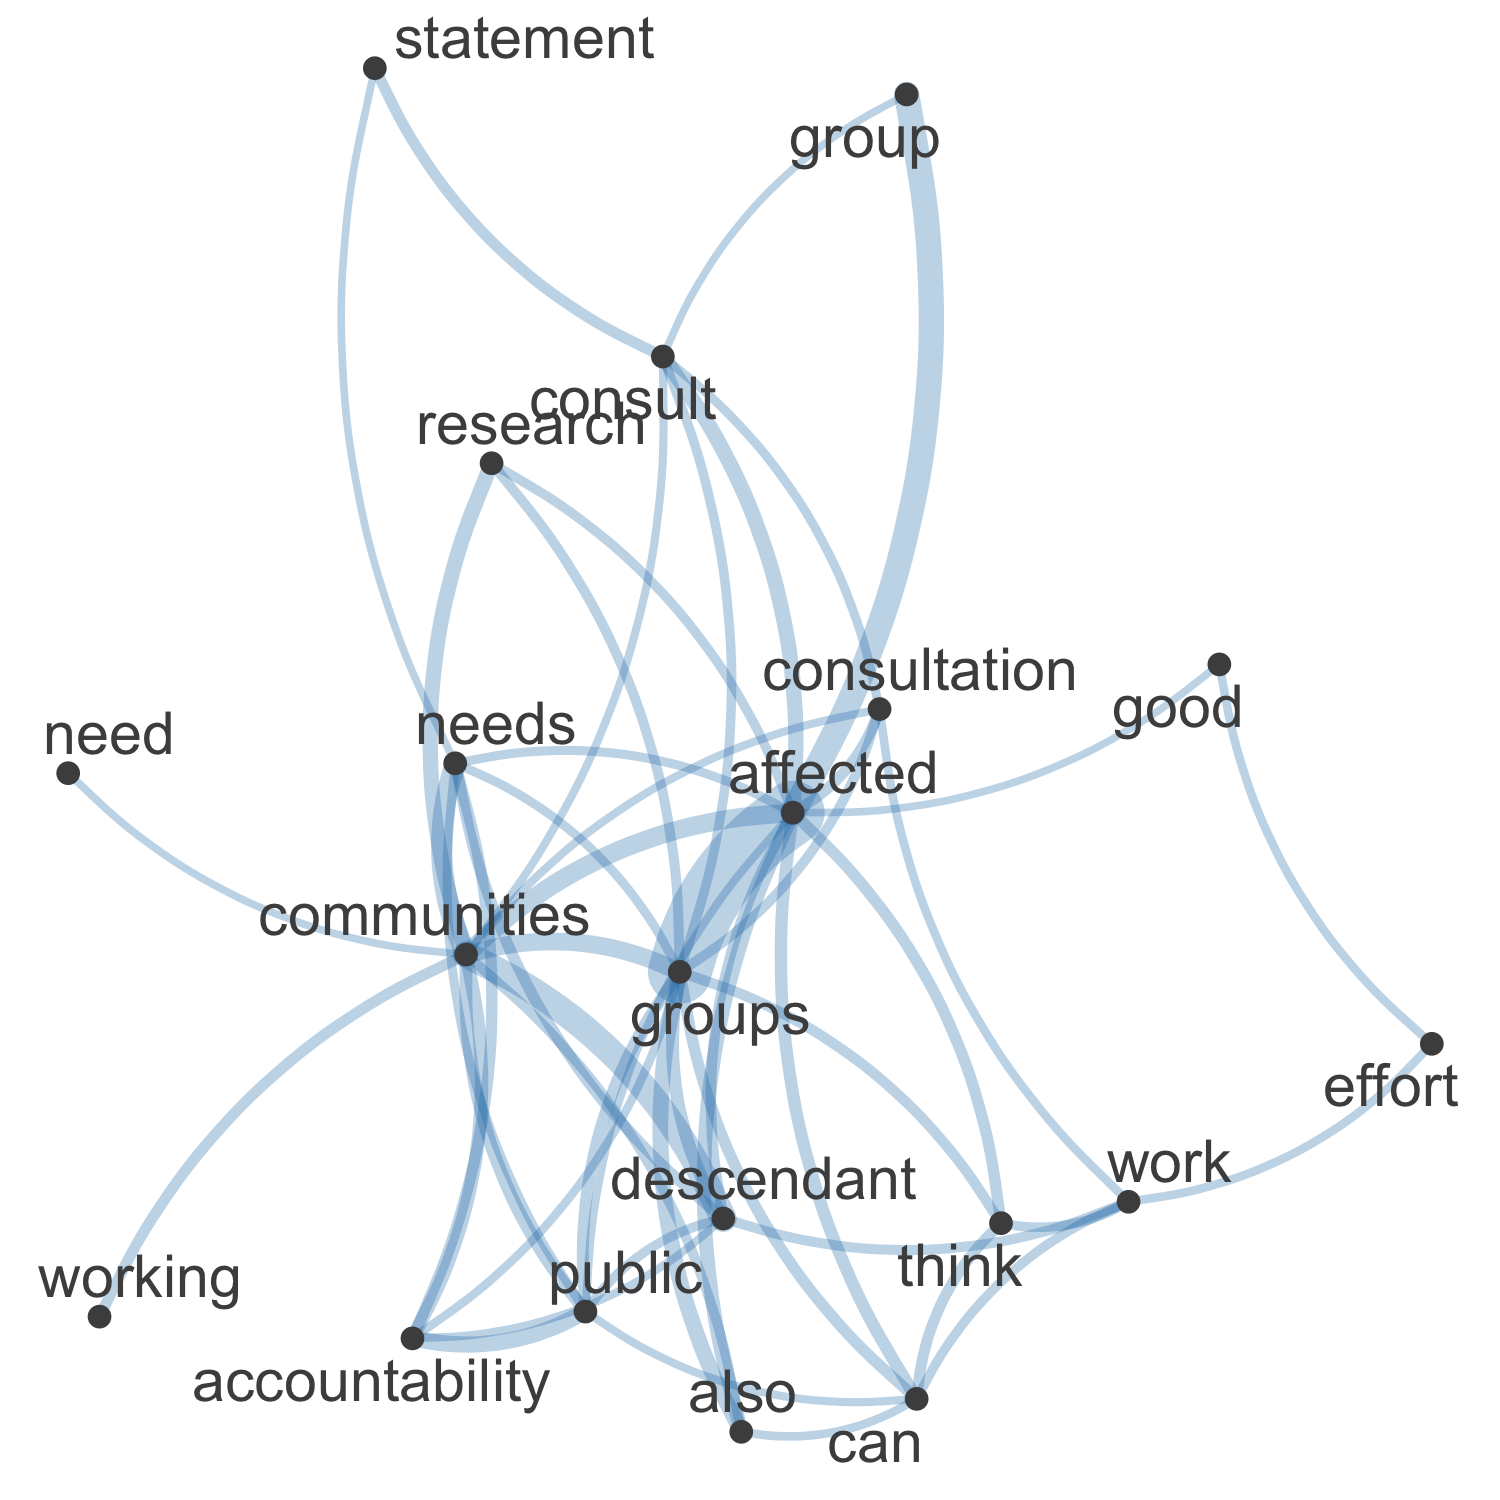 statement
group
consult
research
consultation
good
needs
need
affected
communities
groups
effort
work
descendant
think
public
working
accountability
also
can